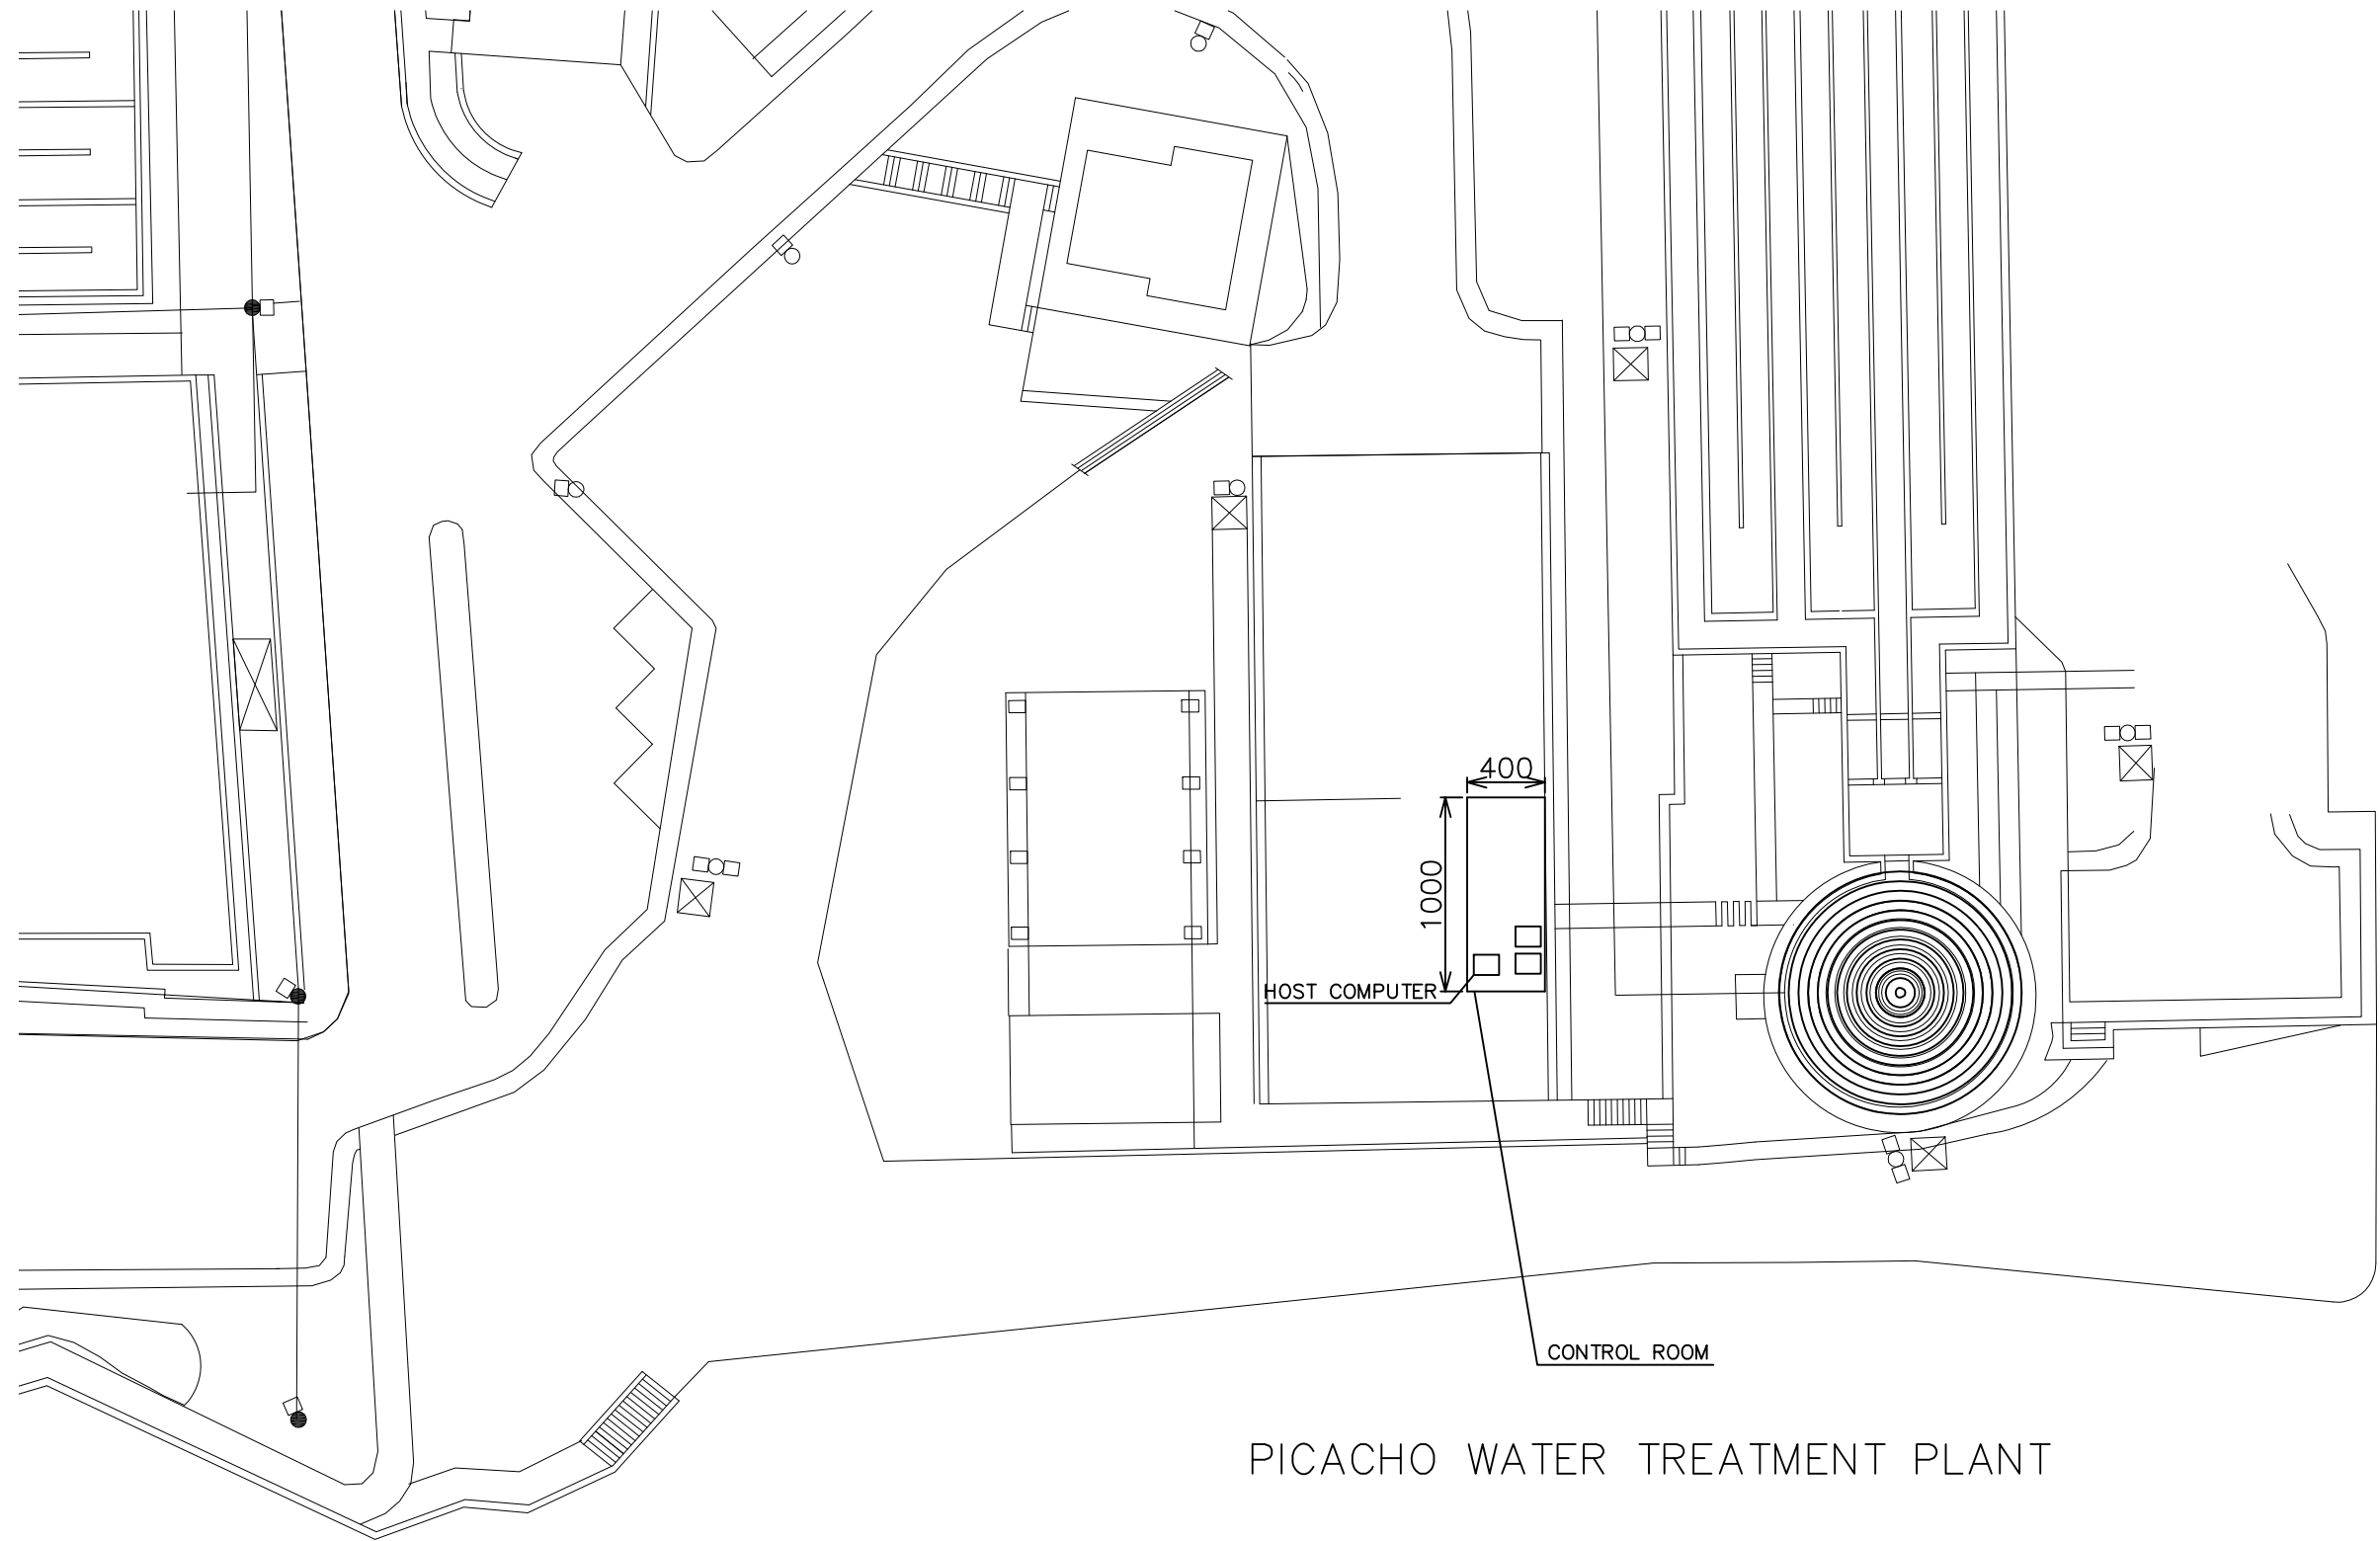 400
1000
HOST COMPUTER
CONTROL ROOM
PICACHO WATER TREATMENT PLANT